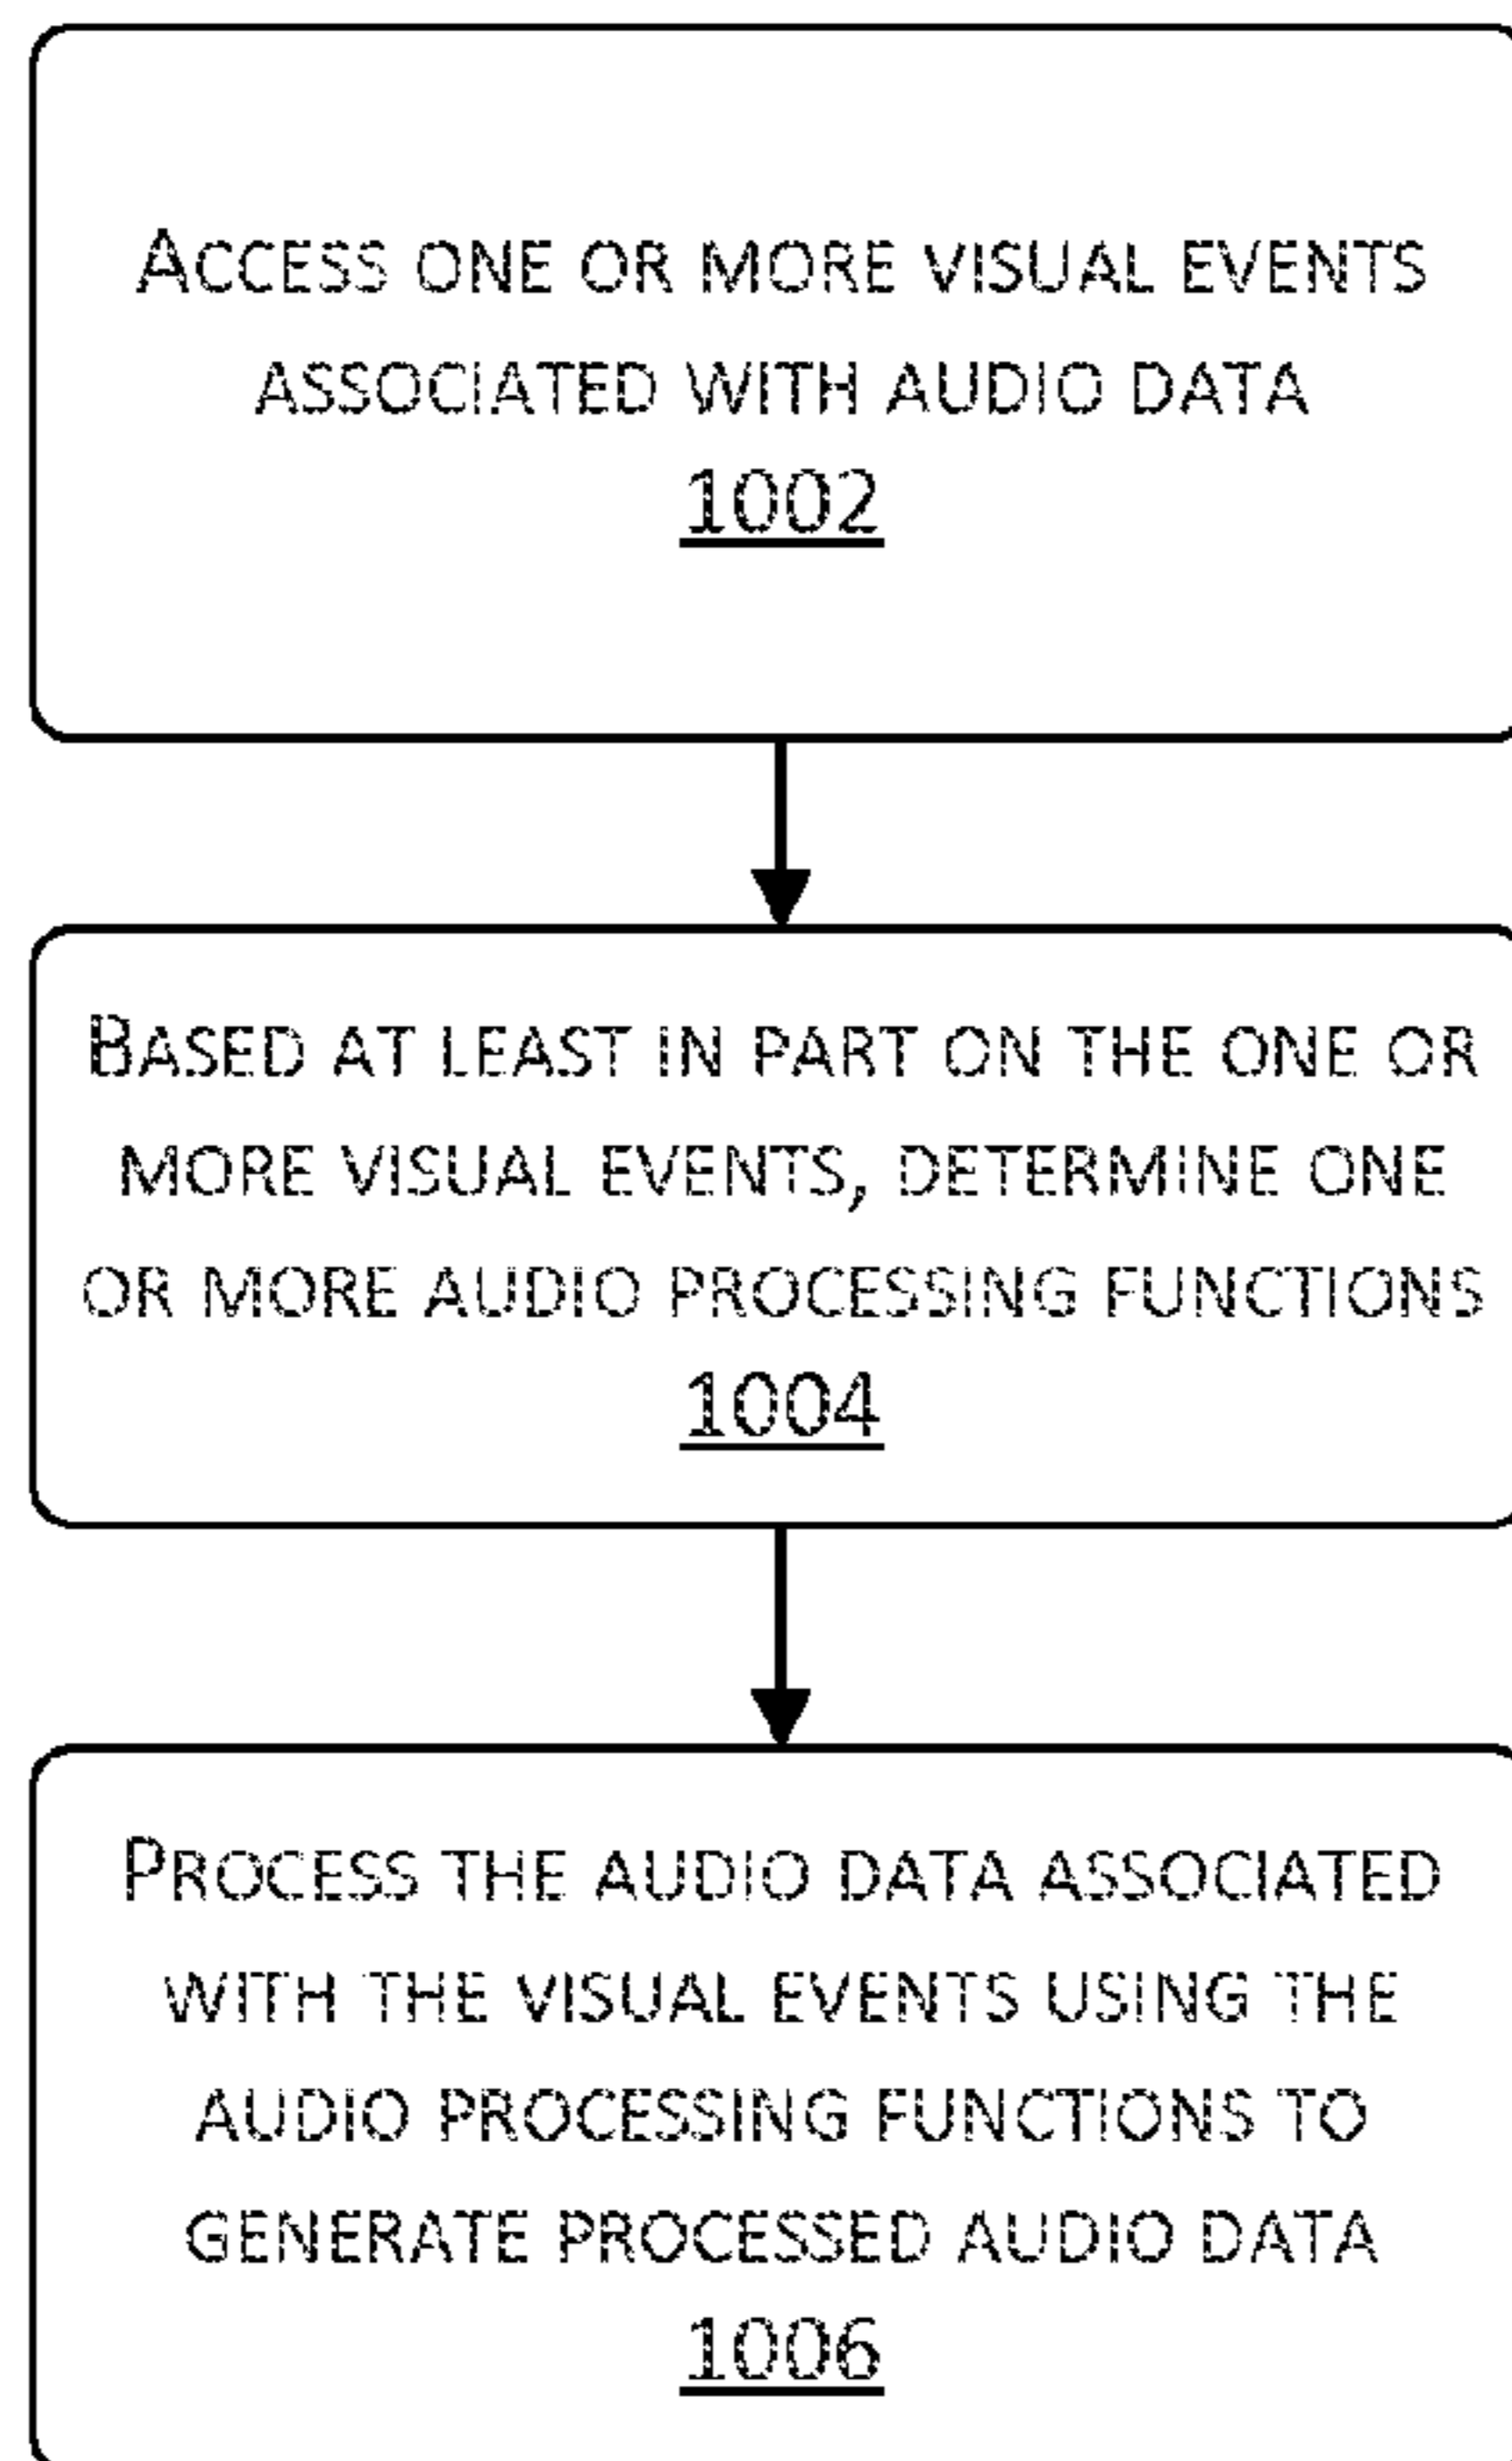 ACCESS ONE OR MORE VISUAL EVENTS
ASSOCIATED WITH AUDIO DATA
1002
BASED AT LEAST IN PART ON THE ONE OR
MORE VISUAL EVENTS, DETERMINE ONE
OR MORE AUDIO PROCESSING FUNCTIONS
1004
PROCESS THE AUDIO DATA ASSOCIATED
WITH THE VISUAL EVENTS USING THE
AUDIO PROCESSING FUNCTIONS TO
GENERATE PROCESSED AUDIO DATA
1006